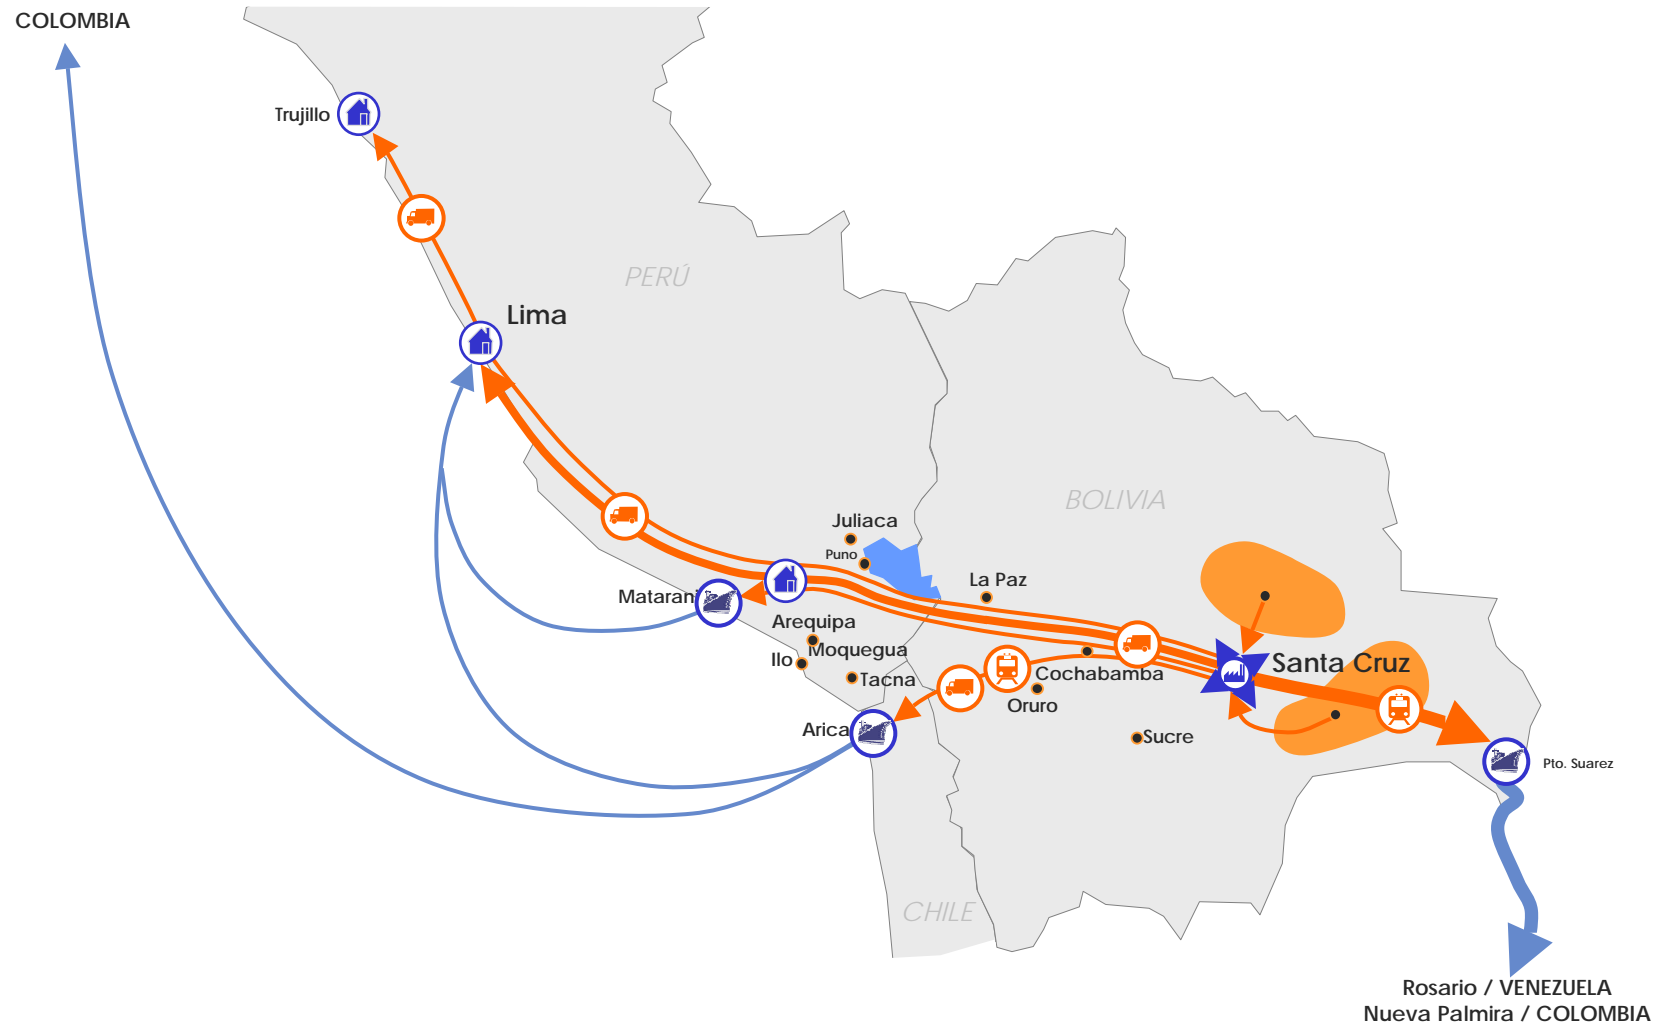 COLOMBIA
Trujillo
PERÚ
Lima
BOLIVIA
Juliaca
Puno
La Paz
Matarani
Arequipa
Moquegua
Ilo
Tacna
Santa Cruz
Cochabamba
Oruro
Arica
Sucre
Pto. Suarez
CHILE
Rosario / VENEZUELA
Nueva Palmira / COLOMBIA